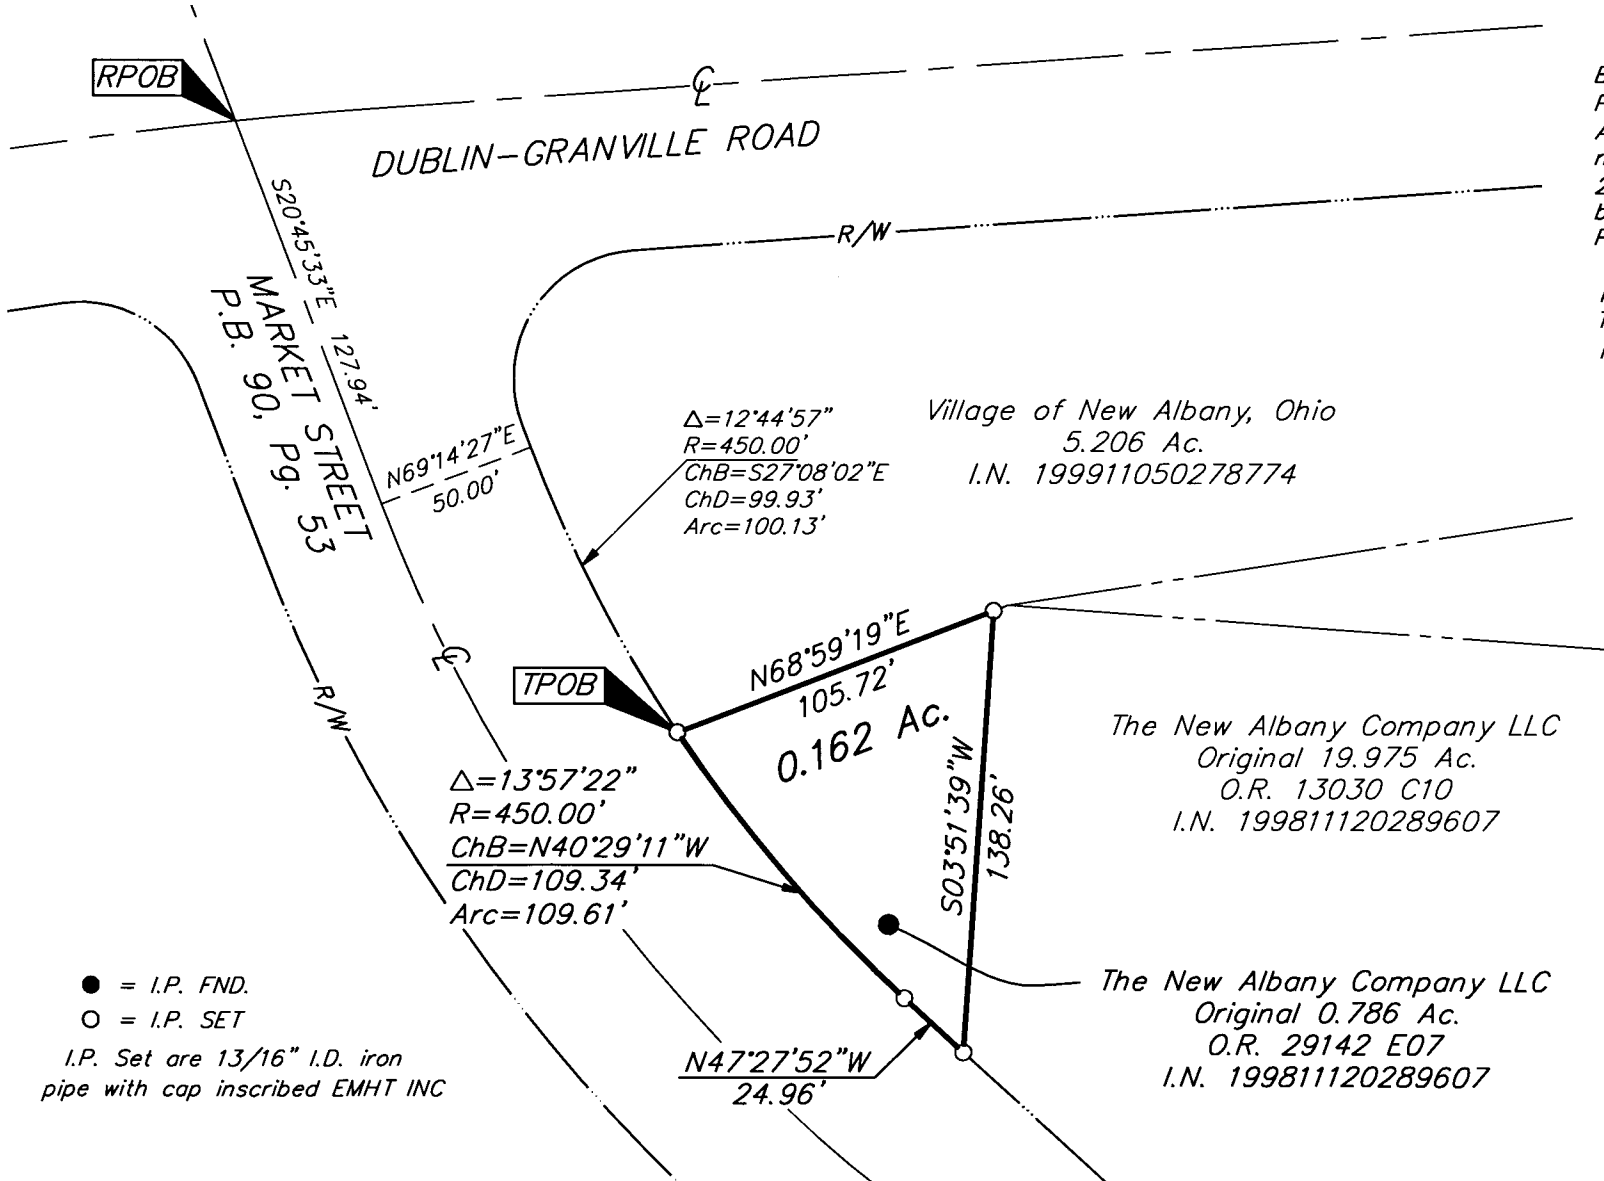 RPOB
℄
DUBLIN-GRANVILLE ROAD
S20°45'33"E 127.94'
R/W
MARKET STREET
P.B. 90, Pg. 53
N69°14'27"E
50.00'
Δ=12°44'57"
R=450.00'
ChB=S27°08'02"E
ChD=99.93'
Arc=100.13'
Village of New Albany, Ohio
5.206 Ac.
I.N. 199911050278774
℄
R/W
TPOB
N68°59'19"E
105.72'
0.162 Ac.
S03°51'39"W
138.26'
The New Albany Company LLC
Original 19.975 Ac.
O.R. 13030 C10
I.N. 199811120289607
Δ=13°57'22"
R=450.00'
ChB=N40°29'11"W
ChD=109.34'
Arc=109.61'
● = I.P. FND.
○ = I.P. SET
I.P. Set are 13/16" I.D. iron
pipe with cap inscribed EMHT INC
N47°27'52"W
24.96'
The New Albany Company LLC
Original 0.786 Ac.
O.R. 29142 E07
I.N. 199811120289607